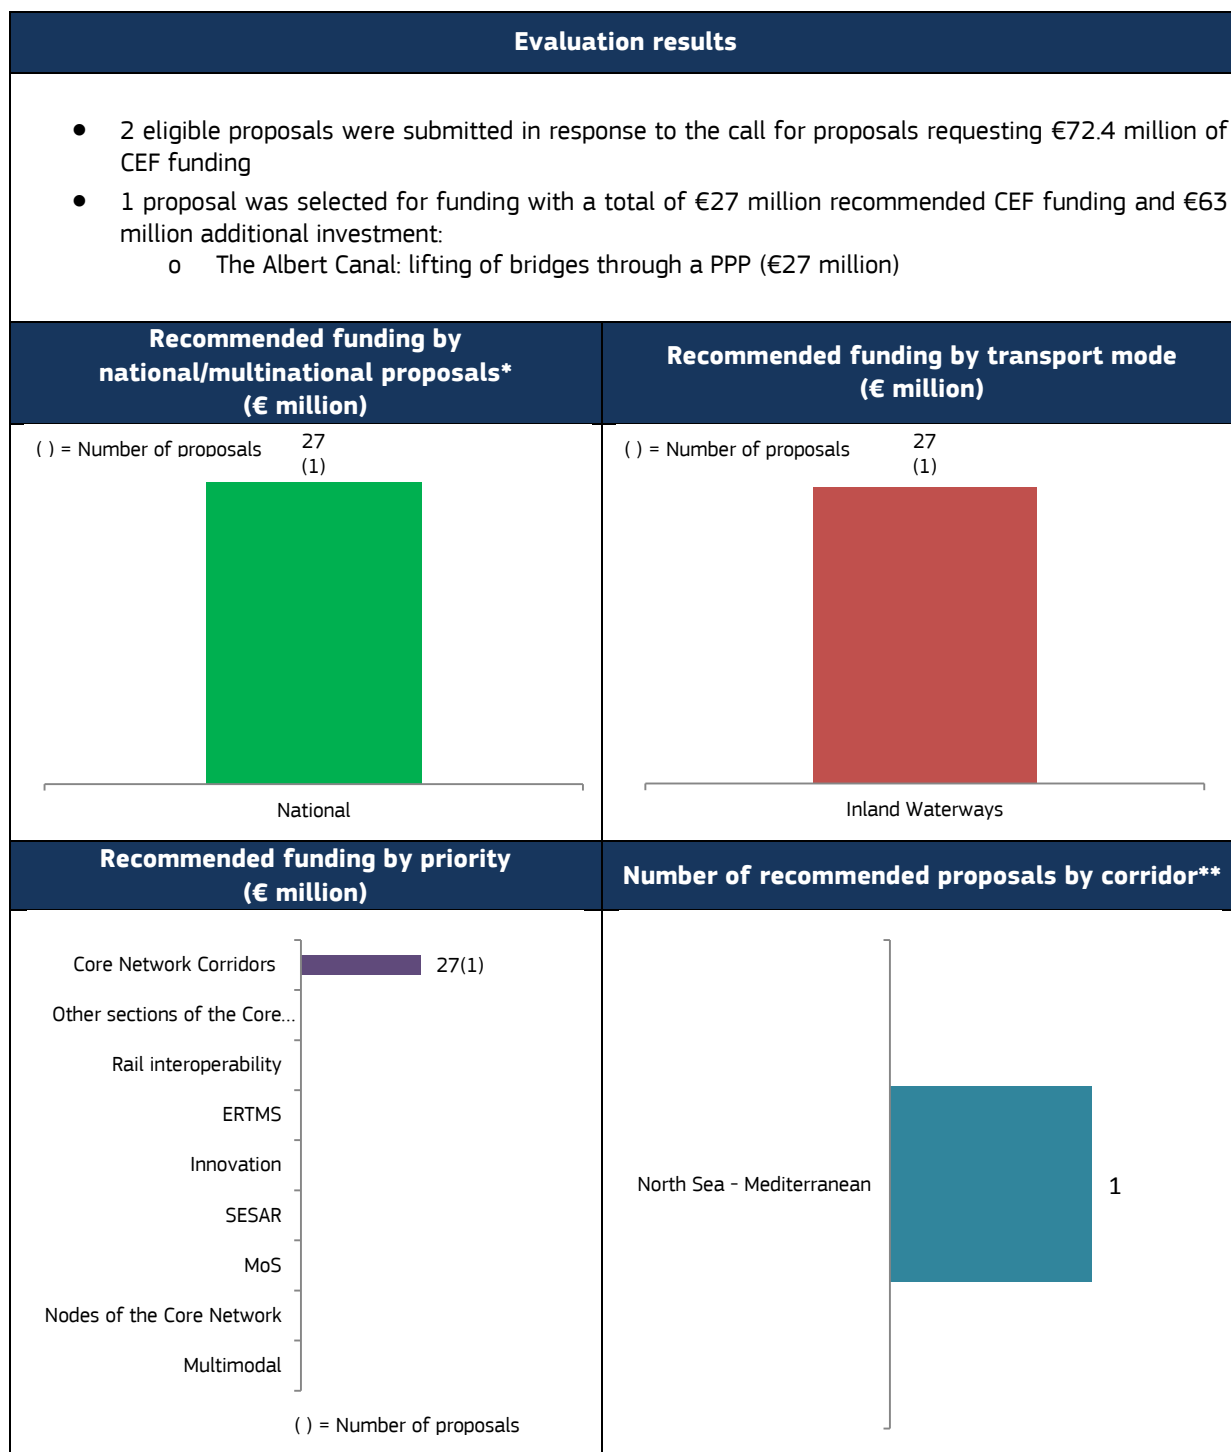 Evaluation results
● 2 eligible proposals were submitted in response to the call for proposals requesting €72.4 million of
CEF funding
● 1 proposal was selected for funding with a total of €27 million recommended CEF funding and €63
million additional investment:
o The Albert Canal: lifting of bridges through a PPP (€27 million)
Recommended funding by
national/multinational proposals*
(€ million)
Recommended funding by transport mode
(€ million)
( ) = Number of proposals
27
(1)
National
( ) = Number of proposals
27
(1)
Inland Waterways
Recommended funding by priority
(€ million)
Number of recommended proposals by corridor**
Core Network Corridors 27(1)
Other sections of the Core...
Rail interoperability
ERTMS
Innovation
SESAR
MoS
Nodes of the Core Network
Multimodal
( ) = Number of proposals
North Sea - Mediterranean 1